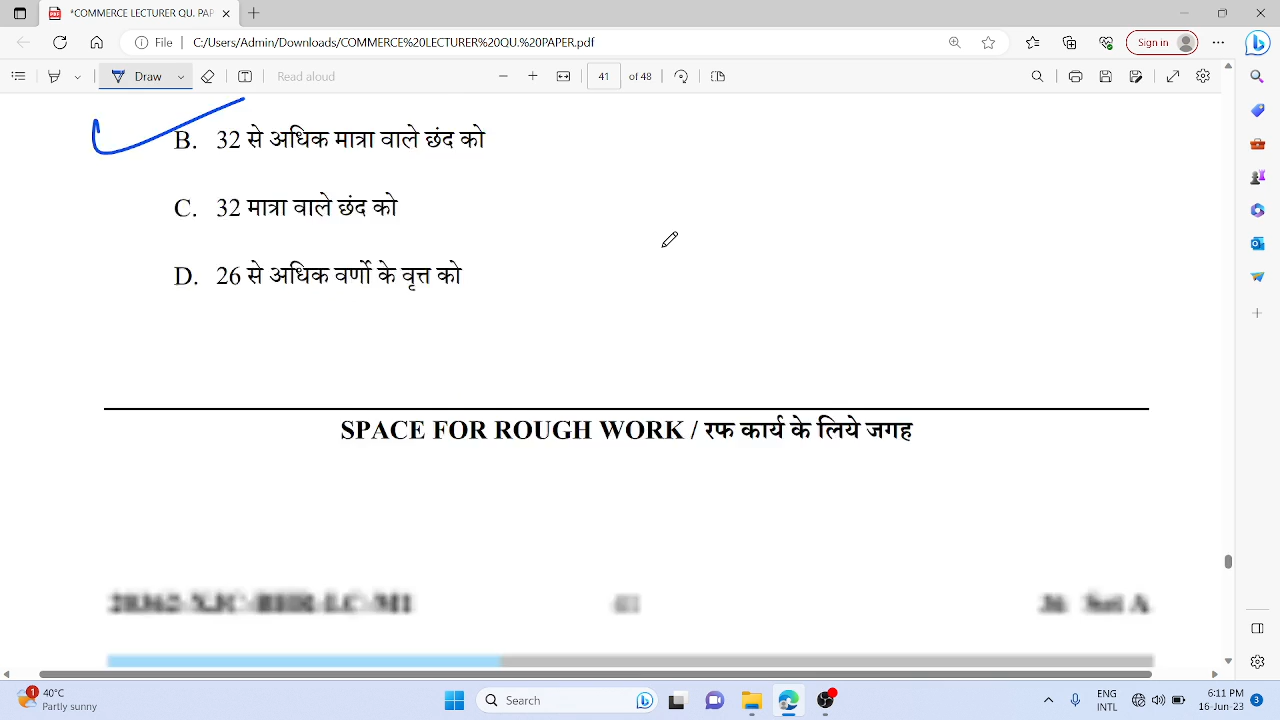 *COMMERCE LECTURER QU. PAP
C:/Users/Admin/Downloads/COMMERCE%20LECTURER%20QU.%20PAPER.pdf
Sign in
Draw
Read aloud
41
of 48
B. 32 से अधिक मात्रा वाले छंद को
C. 32 मात्रा वाले छंद को
D. 26 से अधिक वर्णो के वृत्त को
SPACE FOR ROUGH WORK / रफ कार्य के लिये जगह
1
40°C
Partly sunny
Search
ENG
INTL
6:11 PM
16-Jun-23
3